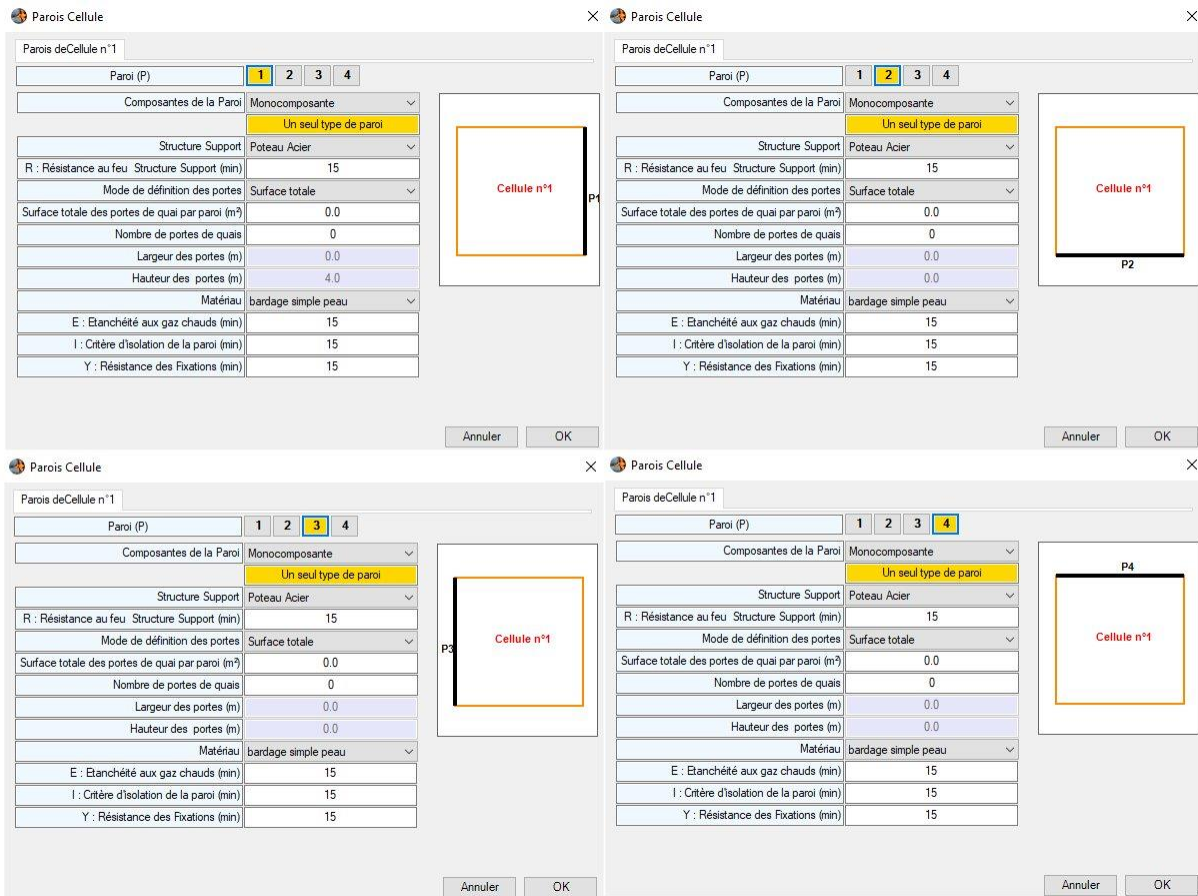 Parois Cellule
Parois deCellule n°1
Paroi (P) 1 2 3 4
Composantes de la Paroi Monocomposante
Un seul type de paroi
Structure Support Poteau Acier
R : Résistance au feu Structure Support (min) 15
Mode de définition des portes Surface totale
Surface totale des portes de quai par paroi (m²) 0.0
Nombre de portes de quais 0
Largeur des portes (m) 0.0
Hauteur des portes (m) 4.0
Matériau bardage simple peau
E : Etanchéité aux gaz chauds (min) 15
I : Critère d'isolation de la paroi (min) 15
Y : Résistance des Fixations (min) 15
Cellule n°1
P1
Annuler OK
Parois Cellule
Parois deCellule n°1
Paroi (P) 1 2 3 4
Composantes de la Paroi Monocomposante
Un seul type de paroi
Structure Support Poteau Acier
R : Résistance au feu Structure Support (min) 15
Mode de définition des portes Surface totale
Surface totale des portes de quai par paroi (m²) 0.0
Nombre de portes de quais 0
Largeur des portes (m) 0.0
Hauteur des portes (m) 0.0
Matériau bardage simple peau
E : Etanchéité aux gaz chauds (min) 15
I : Critère d'isolation de la paroi (min) 15
Y : Résistance des Fixations (min) 15
Cellule n°1
P2
Annuler OK
Parois Cellule
Parois deCellule n°1
Paroi (P) 1 2 3 4
Composantes de la Paroi Monocomposante
Un seul type de paroi
Structure Support Poteau Acier
R : Résistance au feu Structure Support (min) 15
Mode de définition des portes Surface totale
Surface totale des portes de quai par paroi (m²) 0.0
Nombre de portes de quais 0
Largeur des portes (m) 0.0
Hauteur des portes (m) 0.0
Matériau bardage simple peau
E : Etanchéité aux gaz chauds (min) 15
I : Critère d'isolation de la paroi (min) 15
Y : Résistance des Fixations (min) 15
Cellule n°1
P3
Annuler OK
Parois Cellule
Parois deCellule n°1
Paroi (P) 1 2 3 4
Composantes de la Paroi Monocomposante
Un seul type de paroi
Structure Support Poteau Acier
R : Résistance au feu Structure Support (min) 15
Mode de définition des portes Surface totale
Surface totale des portes de quai par paroi (m²) 0.0
Nombre de portes de quais 0
Largeur des portes (m) 0.0
Hauteur des portes (m) 0.0
Matériau bardage simple peau
E : Etanchéité aux gaz chauds (min) 15
I : Critère d'isolation de la paroi (min) 15
Y : Résistance des Fixations (min) 15
P4
Cellule n°1
Annuler OK